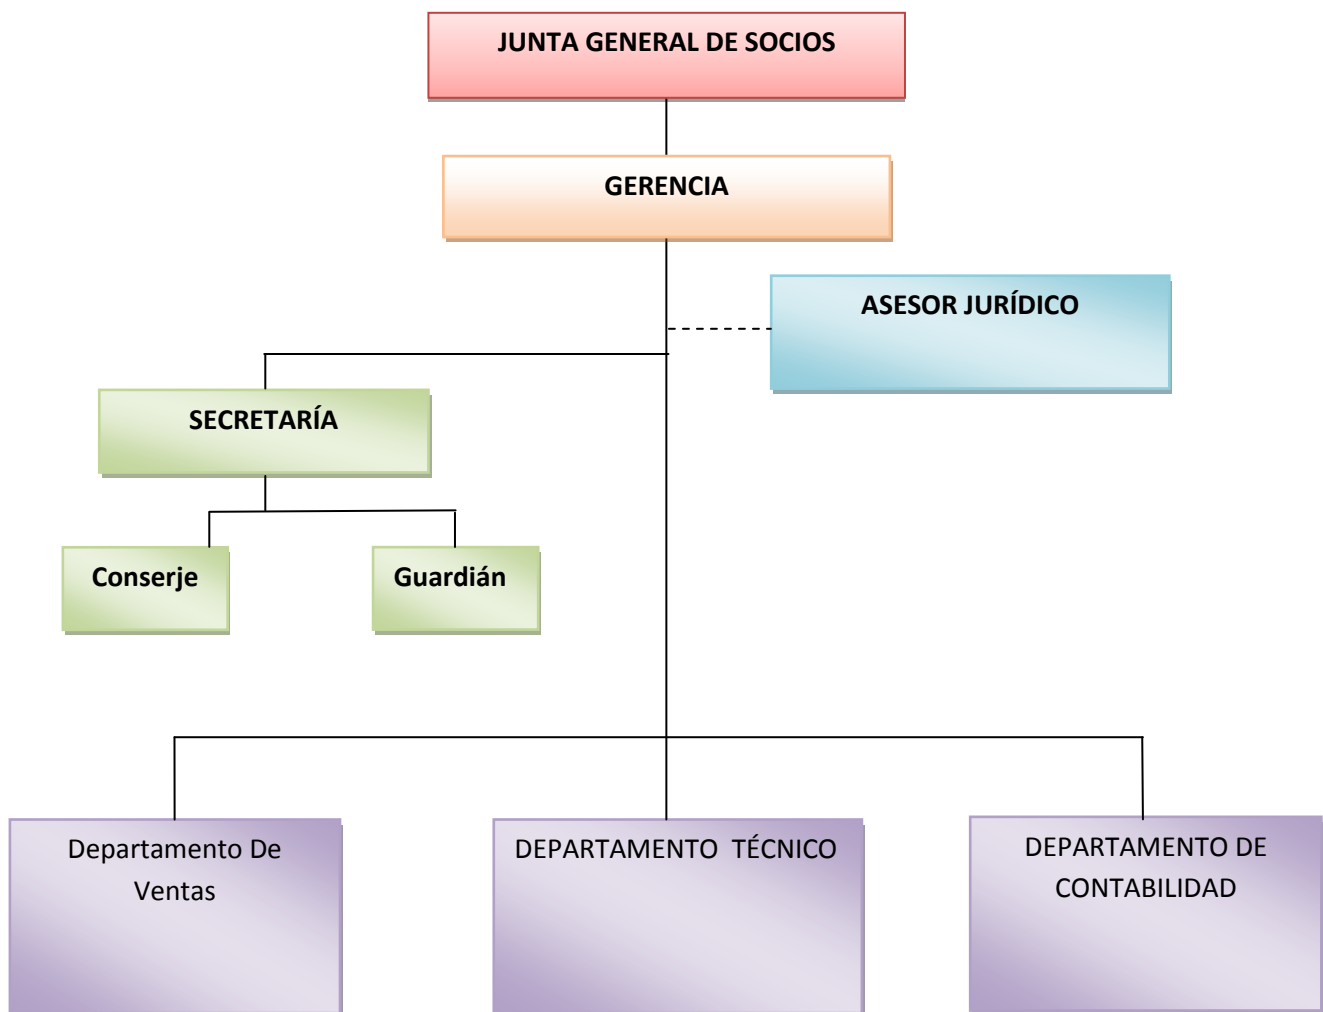 JUNTA GENERAL DE SOCIOS
GERENCIA
ASESOR JURÍDICO
SECRETARÍA
Conserje
Guardián
Departamento De
Ventas
DEPARTAMENTO  TÉCNICO
DEPARTAMENTO DE
CONTABILIDAD